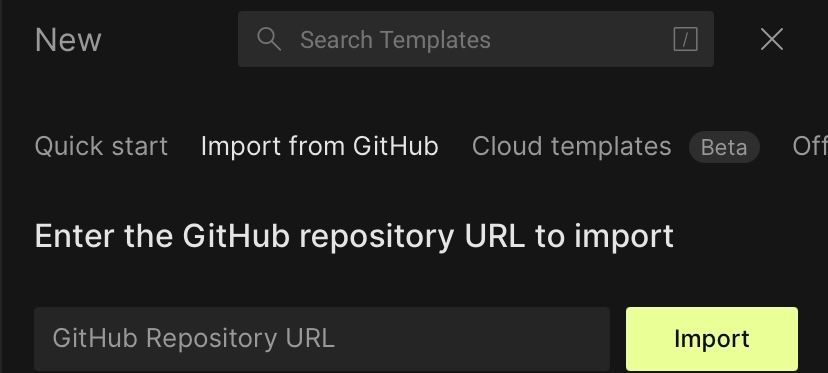 New
Search Templates /
Quick start Import from GitHub Cloud templates Beta Off
Enter the GitHub repository URL to import
GitHub Repository URL
Import